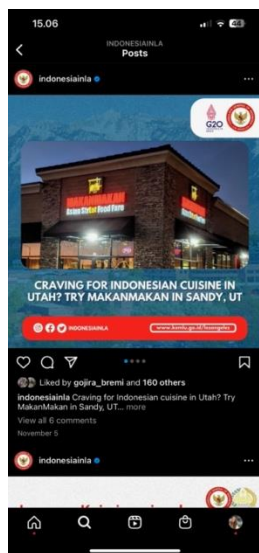 15.06
46
INDONESIAINLA
Posts
indonesiainla
G20
MAKANMAKAN
Asian Street Food Fare
CRAVING FOR INDONESIAN CUISINE IN
UTAH? TRY MAKANMAKAN IN SANDY, UT
INDONESIAINLA
Liked by gojira_bremi and 160 others
indonesiainla Craving for Indonesian cuisine in Utah? Try
MakanMakan in Sandy, UT... more
View all 6 comments
November 5
indonesiainla